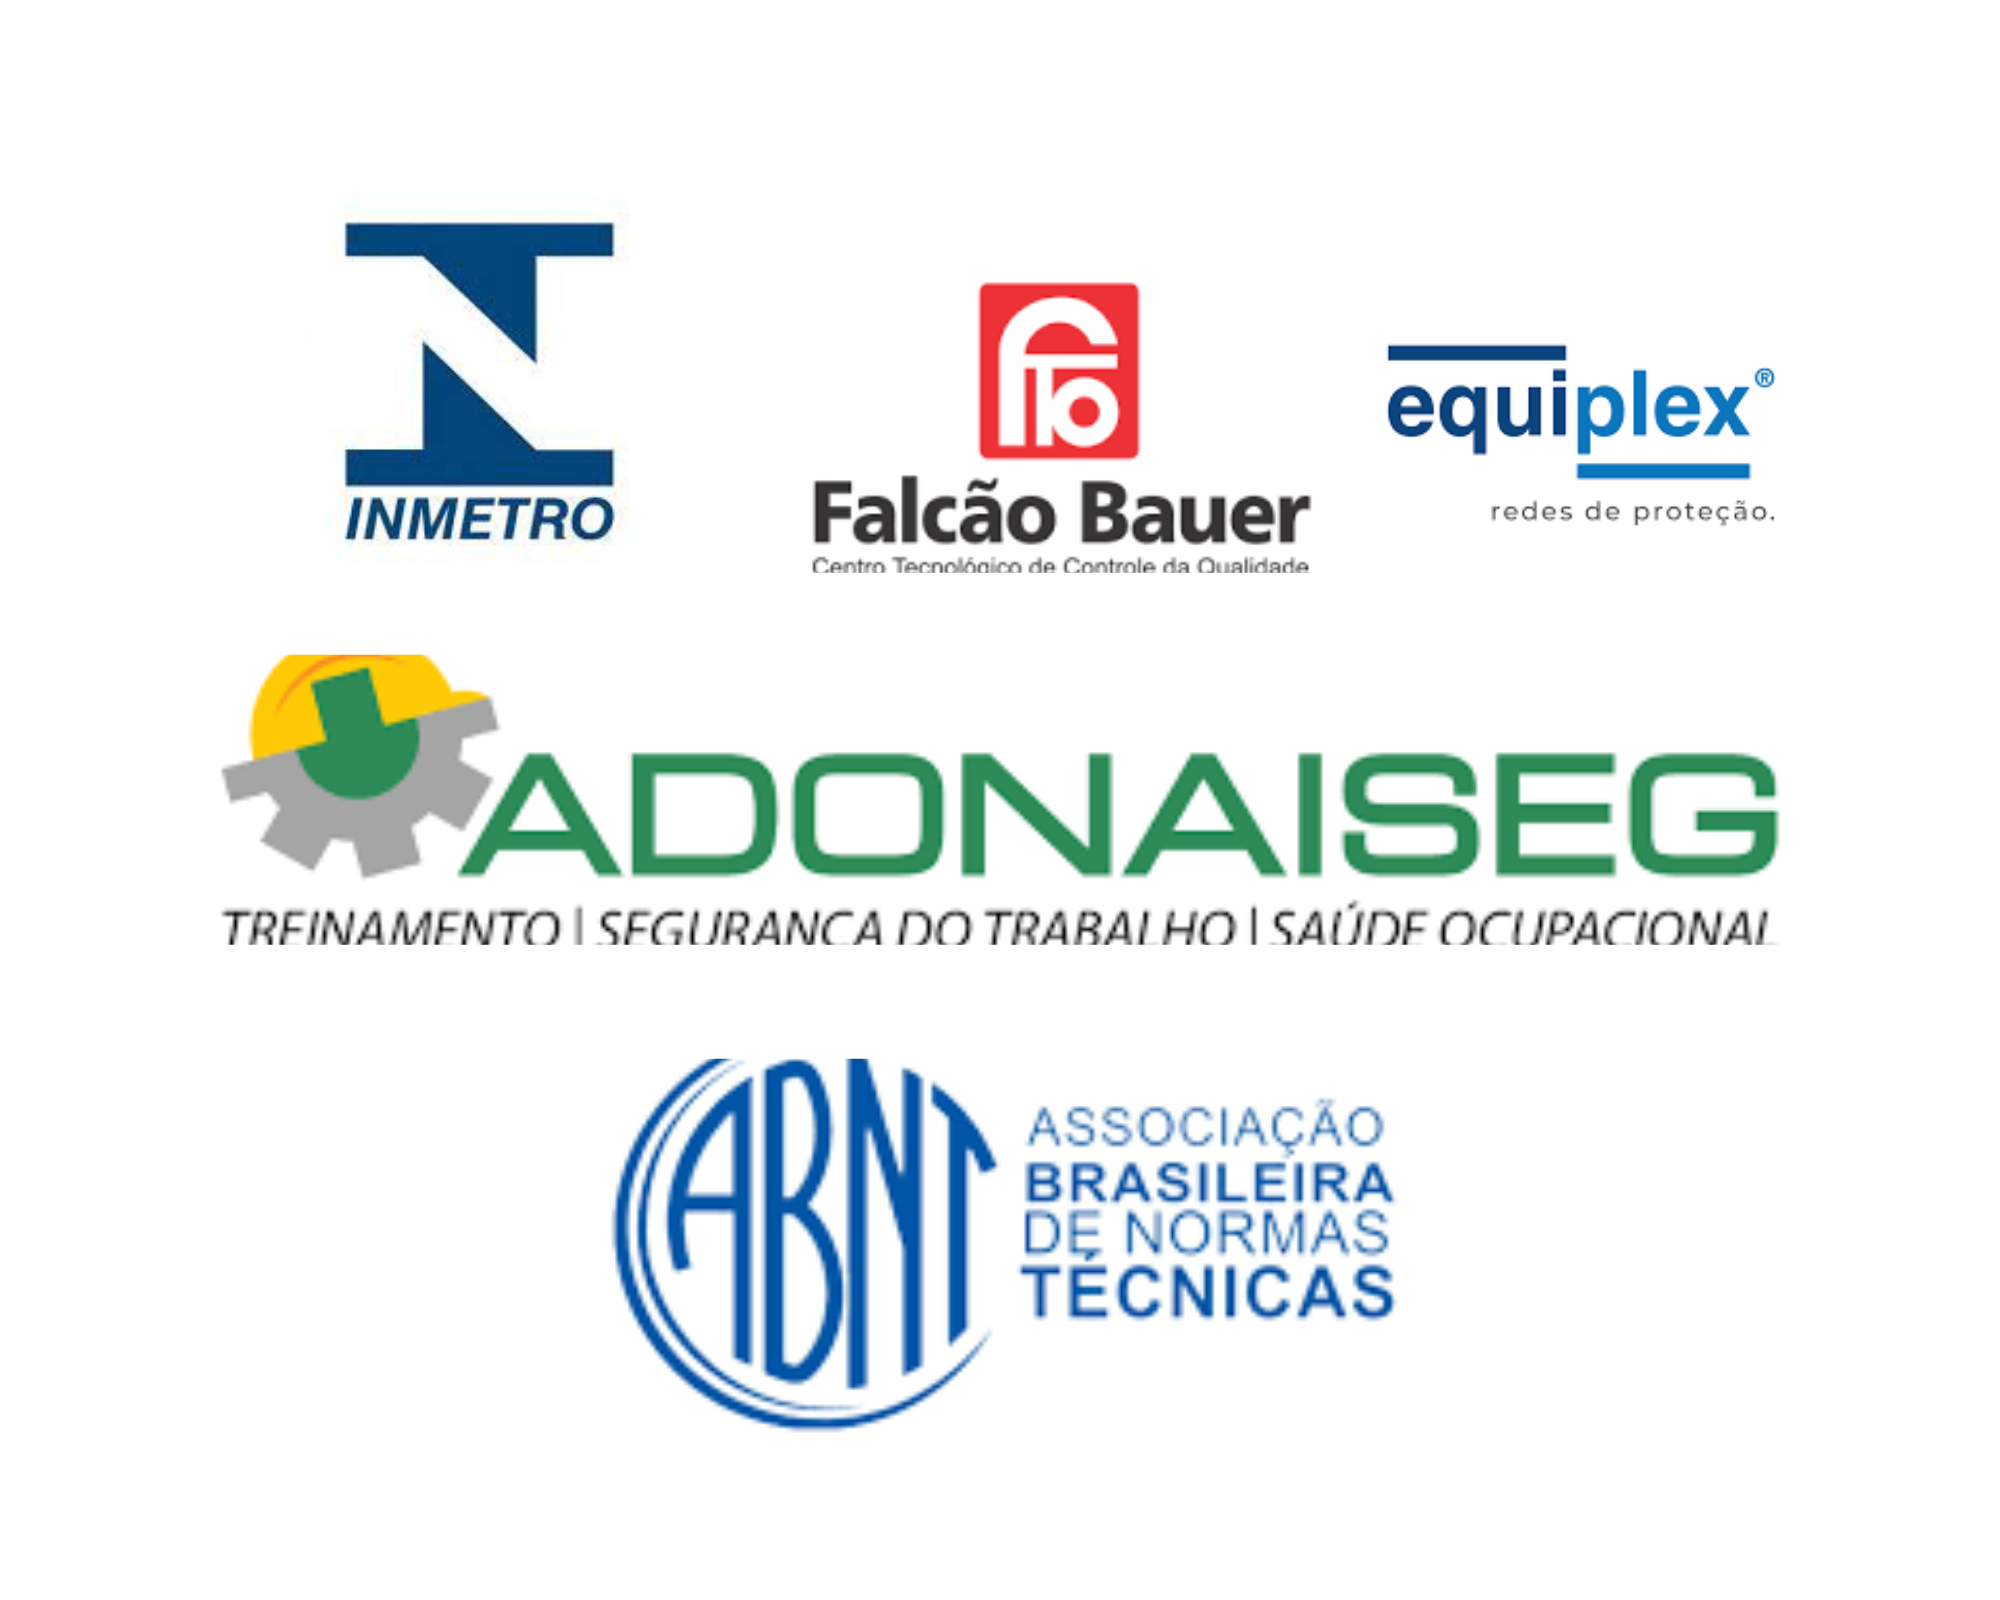 INMETRO
Falcão Bauer
Centro Tecnológico de Controle da Qualidade
equiplex®
redes de proteção.
ADONAISEG
TREINAMENTO | SEGURANÇA DO TRABALHO | SAÚDE OCUPACIONAL
ABNT
ASSOCIAÇÃO
BRASILEIRA
DE NORMAS
TÉCNICAS